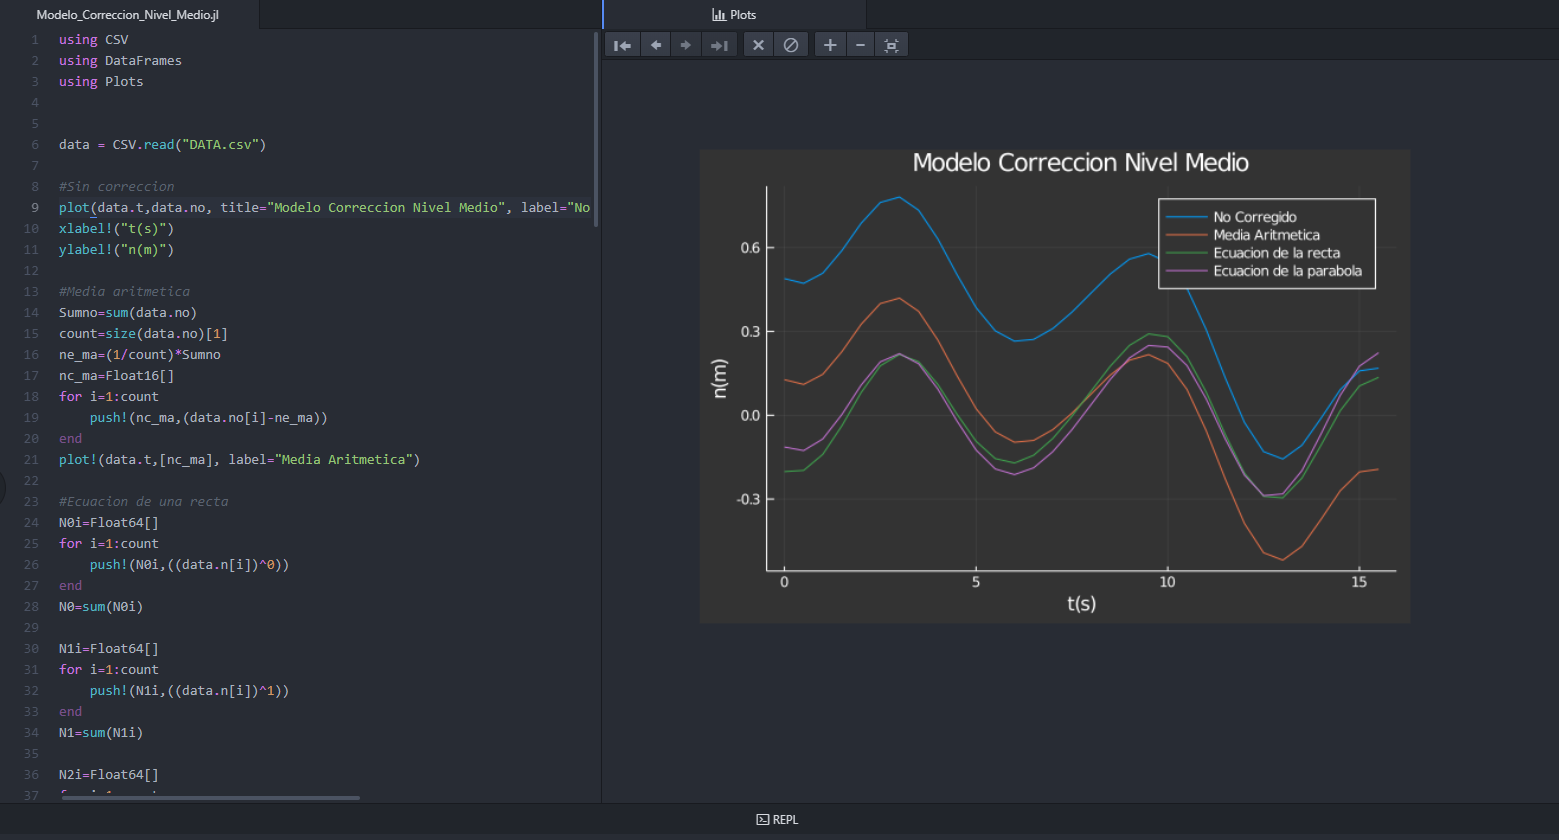 Modelo_Correccion_Nivel_Medio.jl
1 using CSV
2 using DataFrames
3 using Plots
4
5
6 data = CSV.read("DATA.csv")
7
8 #Sin correccion
9 plot(data.t,data.no, title="Modelo Correccion Nivel Medio", label="No
10 xlabel!("t(s)")
11 ylabel!("n(m)")
12
13 #Media aritmetica
14 Sumno=sum(data.no)
15 count=size(data.no)[1]
16 ne_ma=(1/count)*Sumno
17 nc_ma=Float16[]
18 for i=1:count
19 push!(nc_ma,(data.no[i]-ne_ma))
20 end
21 plot!(data.t,[nc_ma], label="Media Aritmetica")
22
23 #Ecuacion de una recta
24 N0i=Float64[]
25 for i=1:count
26 push!(N0i,((data.n[i])^0))
27 end
28 N0=sum(N0i)
29
30 N1i=Float64[]
31 for i=1:count
32 push!(N1i,((data.n[i])^1))
33 end
34 N1=sum(N1i)
35
36 N2i=Float64[]
37
Plots
Modelo Correccion Nivel Medio
No Corregido
Media Aritmetica
Ecuacion de la recta
Ecuacion de la parabola
0.6
0.3
0.0
-0.3
n(m)
0 5 10 15
t(s)
REPL